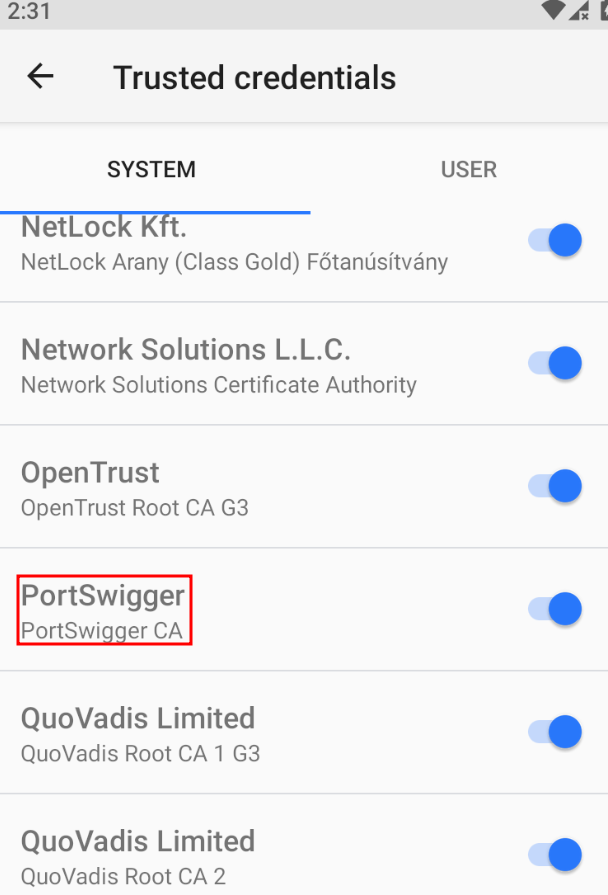 2:31
Trusted credentials
SYSTEM USER
NetLock Kft.
NetLock Arany (Class Gold) Főtanúsítvány
Network Solutions L.L.C.
Network Solutions Certificate Authority
OpenTrust
OpenTrust Root CA G3
PortSwigger
PortSwigger CA
QuoVadis Limited
QuoVadis Root CA 1 G3
QuoVadis Limited
QuoVadis Root CA 2